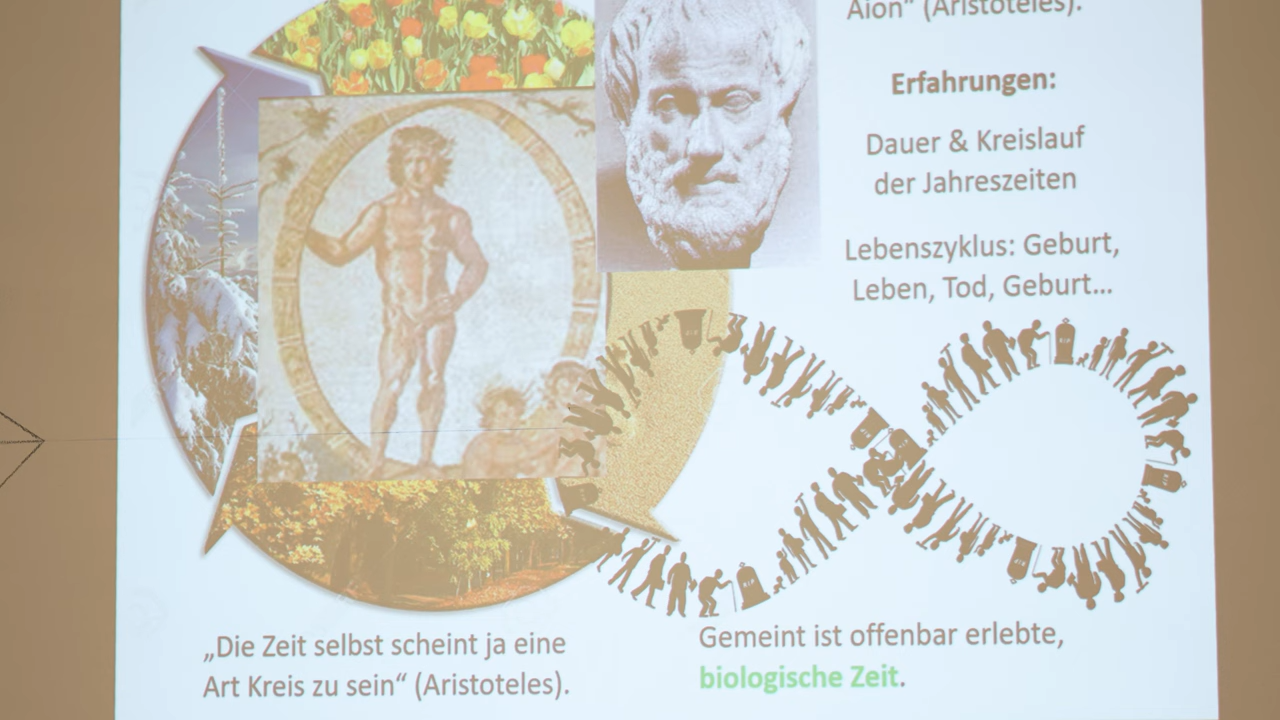 Aion“ (Aristoteles).
Erfahrungen:
Dauer & Kreislauf
der Jahreszeiten
Lebenszyklus: Geburt,
Leben, Tod, Geburt...
„Die Zeit selbst scheint ja eine
Art Kreis zu sein“ (Aristoteles).
Gemeint ist offenbar erlebte,
biologische Zeit.